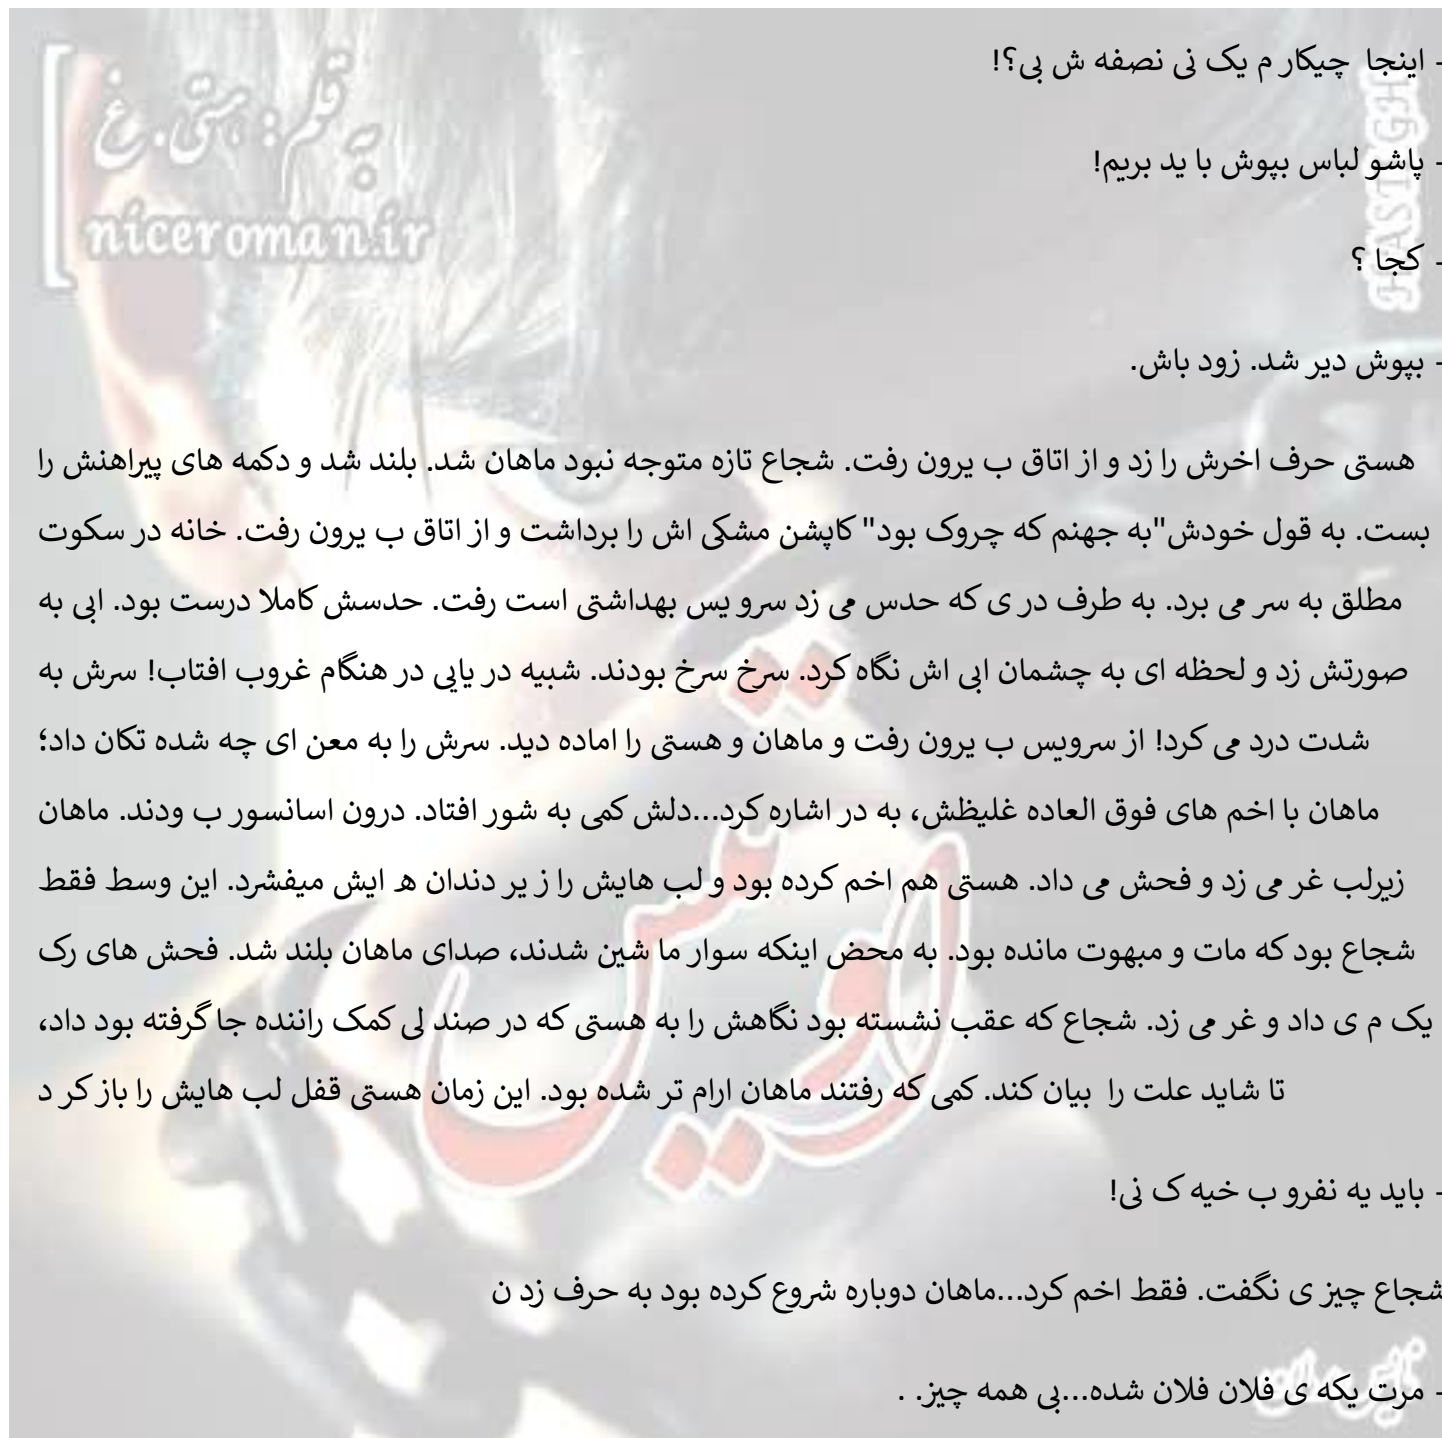 به قلم: هستی. غ
niceroman.ir
- اینجا چیکار م یک نی نصفه ش بی؟!
- پاشو لباس بپوش با ید بریم!
- کجا ؟
- بپوش دیر شد. زود باش.
هستی حرف اخرش را زد و از اتاق ب یرون رفت. شجاع تازه متوجه نبود ماهان شد. بلند شد و دکمه های پیراهنش را
بست. به قول خودش"به جهنم که چروک بود" کاپشن مشکی اش را برداشت و از اتاق ب یرون رفت. خانه در سکوت
مطلق به سر می برد. به طرف در ی که حدس می زد سرو یس بهداشتی است رفت. حدسش کاملا درست بود. ابی به
صورتش زد و لحظه ای به چشمان ابی اش نگاه کرد. سرخ سرخ بودند. شبیه در یایی در هنگام غروب افتاب! سرش به
شدت درد می کرد! از سرویس ب یرون رفت و ماهان و هستی را اماده دید. سرش را به معن ای چه شده تکان داد؛
ماهان با اخم های فوق العاده غلیظش، به در اشاره کرد...دلش کمی به شور افتاد. درون اسانسور ب ودند. ماهان
زیرلب غر می زد و فحش می داد. هستی هم اخم کرده بود و لب هایش را ز یر دندان ه ایش میفشرد. این وسط فقط
شجاع بود که مات و مبهوت مانده بود. به محض اینکه سوار ما شین شدند، صدای ماهان بلند شد. فحش های رک
یک م ی داد و غر می زد. شجاع که عقب نشسته بود نگاهش را به هستی که در صند لی کمک راننده جا گرفته بود داد،
تا شاید علت را بیان کند. کمی که رفتند ماهان ارام تر شده بود. این زمان هستی قفل لب هایش را باز کر د
- باید یه نفرو ب خیه ک نی!
شجاع چیز ی نگفت. فقط اخم کرد...ماهان دوباره شروع کرده بود به حرف زد ن
- مرت یکه ی فلان فلان شده...بی همه چیز. .